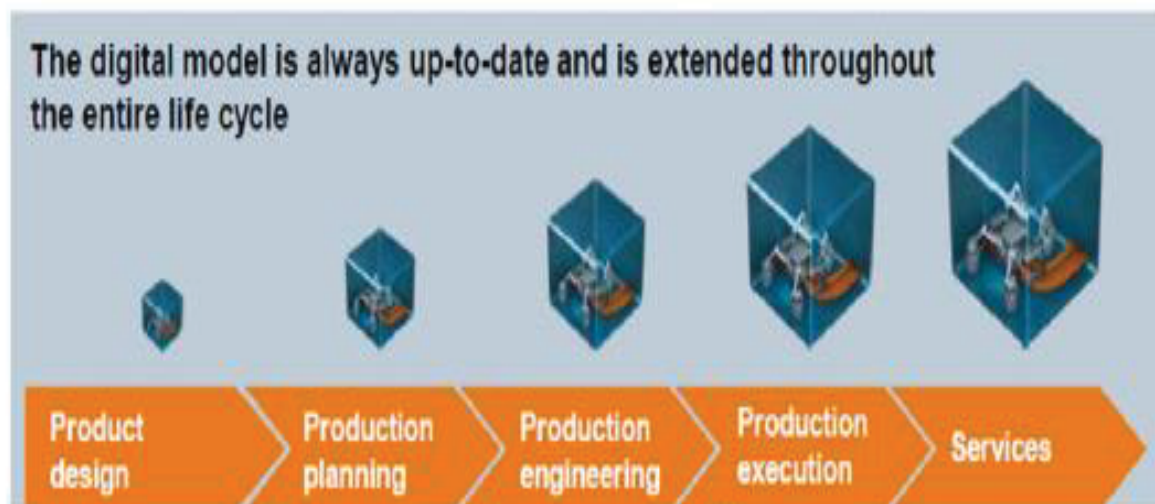 The digital model is always up-to-date and is extended throughout
the entire life cycle
Product
design
Production
planning
Production
engineering
Production
execution
Services